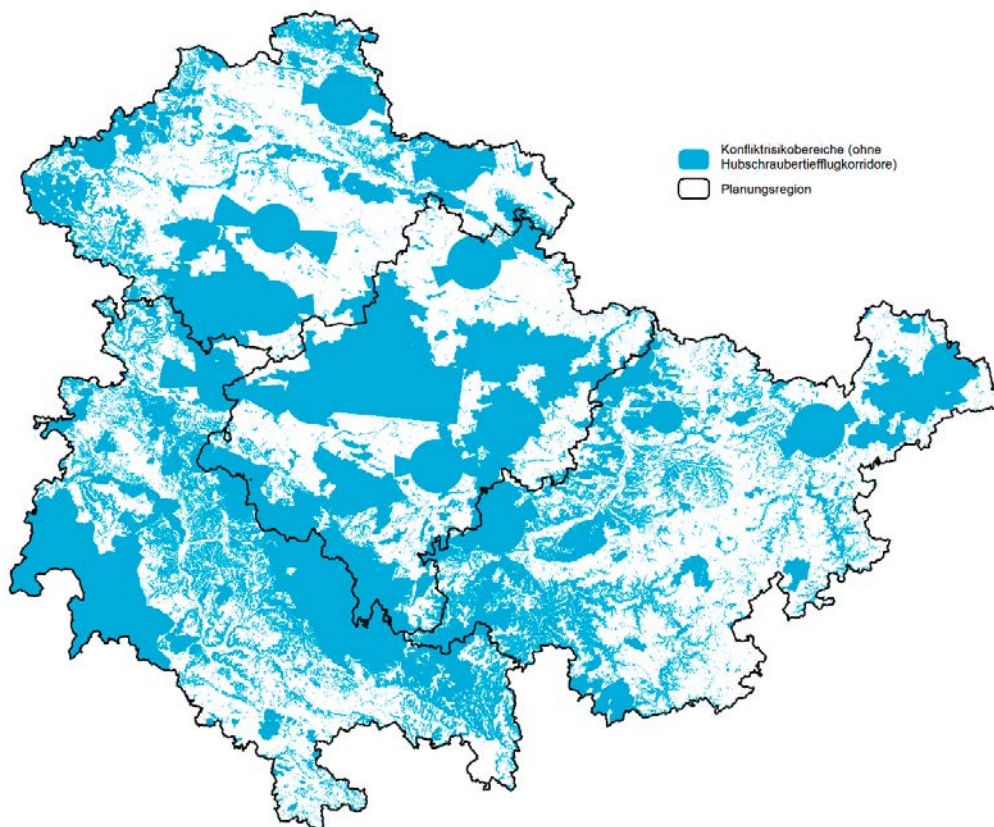 Konfliktrisikobereiche (ohne
Hubschraubertiefflugkorridore)
Planungsregion